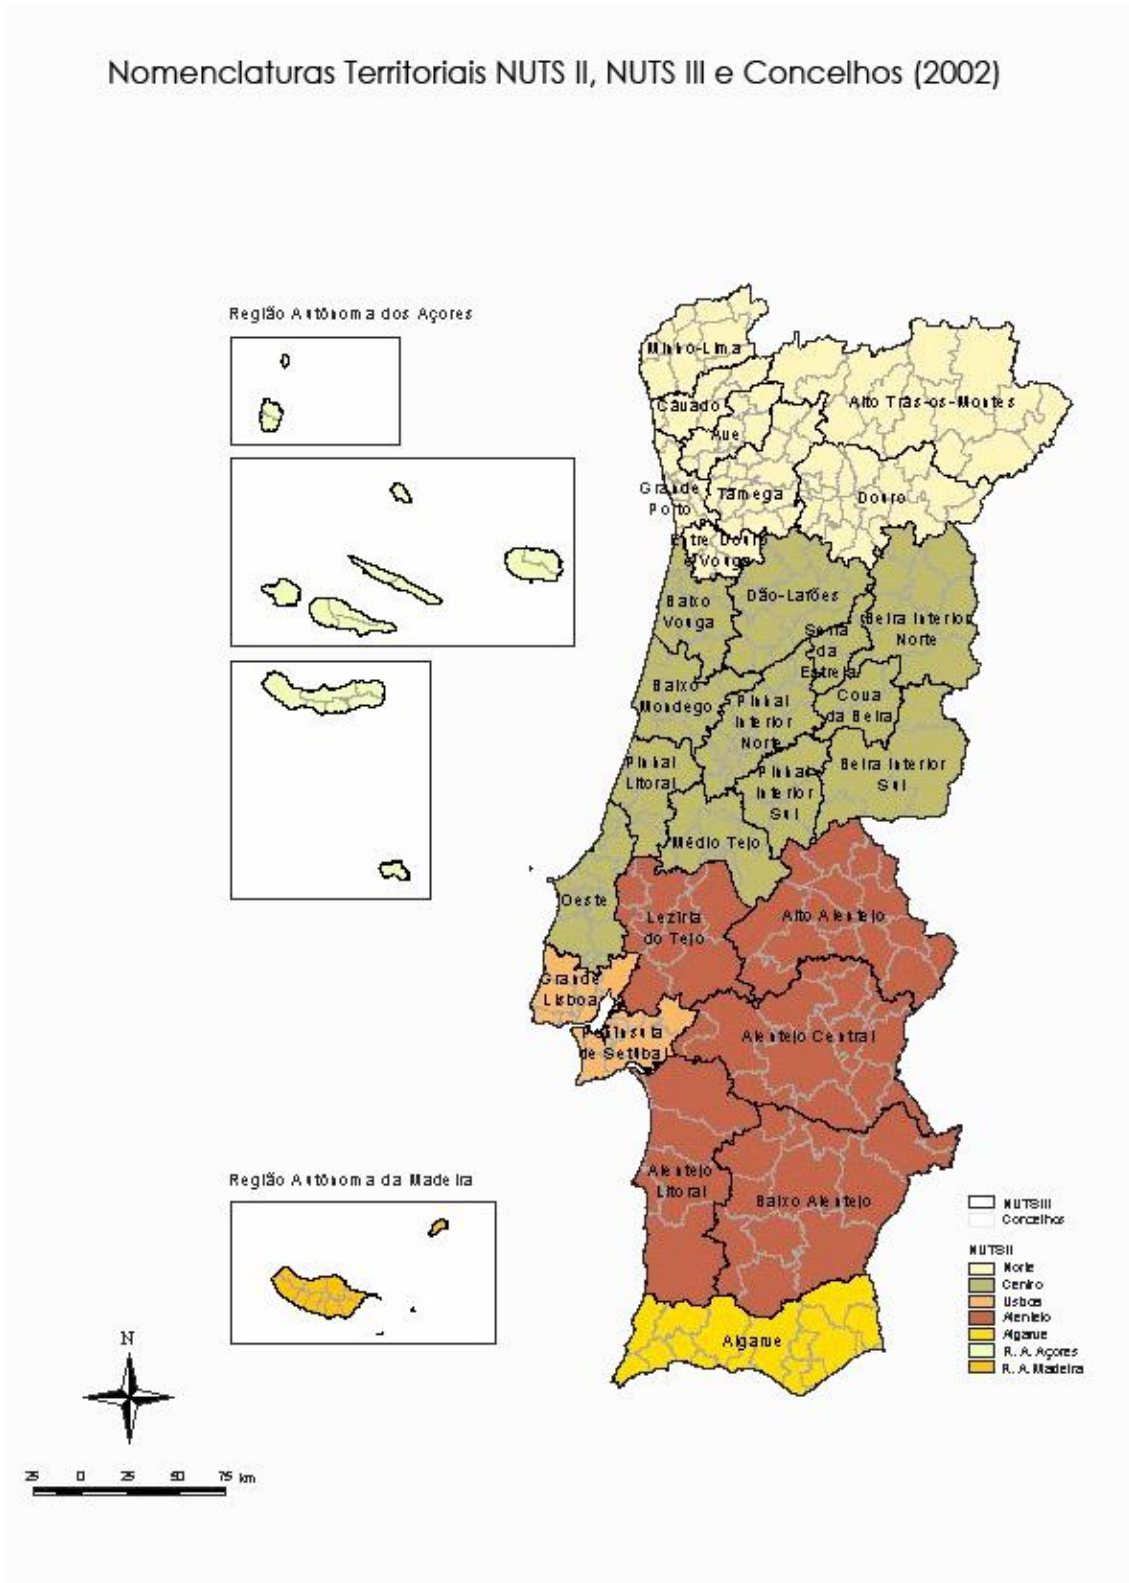 Nomenclaturas Territoriais NUTS II, NUTS III e Concelhos (2002)
Região Autónoma dos Açores
Minho-Lima
Alto Trás-os-Montes
Cávado
Ave
Grande
Porto
Tâmega
Douro
Entre Douro
e Vouga
Baixo
Vouga
Dão-Lafões
Serra
da
Estrela
Beira Interior
Norte
Baixo
Mondego
Pinhal
Interior
Norte
Cova
da Beira
Pinhal
Litoral
Pinhal
Interior
Sul
Beira Interior
Sul
Médio Tejo
Oeste
Lezíria
do Tejo
Alto Alentejo
Grande
Lisboa
Península
de Setúbal
Alentejo Central
Região Autónoma da Madeira
Alentejo
Litoral
Baixo Alentejo
Algarve
NUTSIII
Concelhos
NUTSII
Norte
Centro
Lisboa
Alentejo
Algarve
R. A. Açores
R. A. Madeira
N
25 0 25 50 75 km